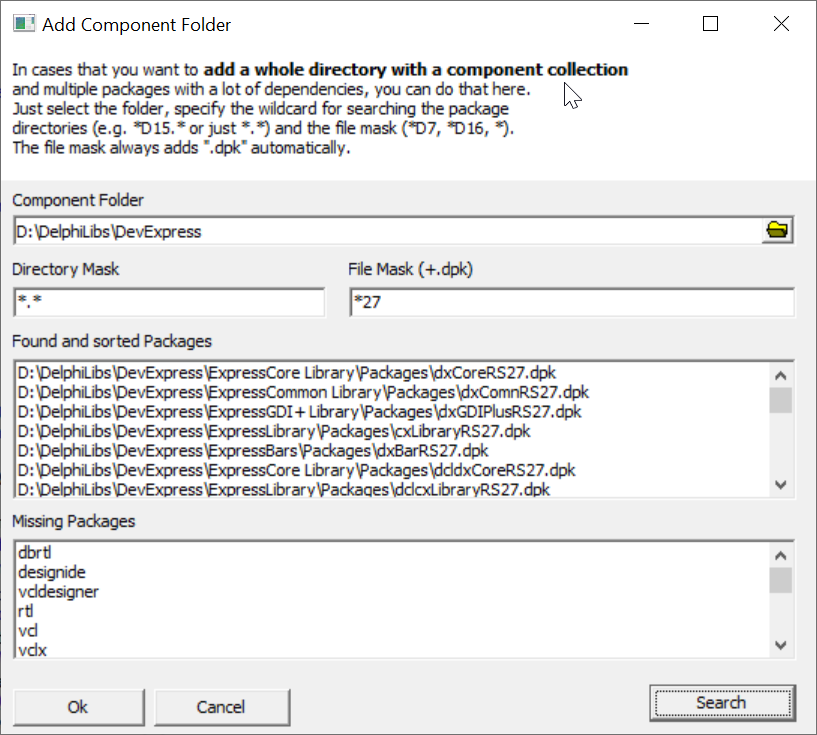 Add Component Folder
In cases that you want to add a whole directory with a component collection
and multiple packages with a lot of dependencies, you can do that here.
Just select the folder, specify the wildcard for searching the package
directories (e.g. *D15.* or just *.*) and the file mask (*D7, *D16, *).
The file mask always adds ".dpk" automatically.
Component Folder
D:\DelphiLibs\DevExpress
Directory Mask
File Mask (+.dpk)
*.*
*27
Found and sorted Packages
D:\DelphiLibs\DevExpress\ExpressCore Library\Packages\dxCoreRS27.dpk
D:\DelphiLibs\DevExpress\ExpressCommon Library\Packages\dxComnRS27.dpk
D:\DelphiLibs\DevExpress\ExpressGDI+ Library\Packages\dxGDIPlusRS27.dpk
D:\DelphiLibs\DevExpress\ExpressLibrary\Packages\cxLibraryRS27.dpk
D:\DelphiLibs\DevExpress\ExpressBars\Packages\dxBarRS27.dpk
D:\DelphiLibs\DevExpress\ExpressCore Library\Packages\dcldxCoreRS27.dpk
D:\DelphiLibs\DevExpress\ExpressLibrary\Packages\dclcxLibraryRS27.dpk
Missing Packages
dbrtl
designide
vcldesigner
rtl
vcl
vclx
Ok
Cancel
Search